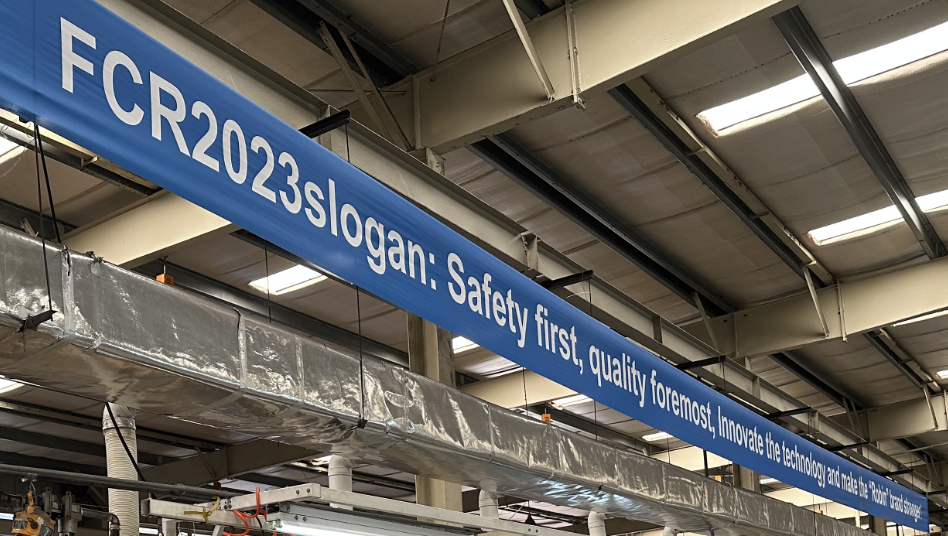 FCR2023slogan: Safety first, quality foremost, Innovate the technology and make the "Robin" brand stronger.